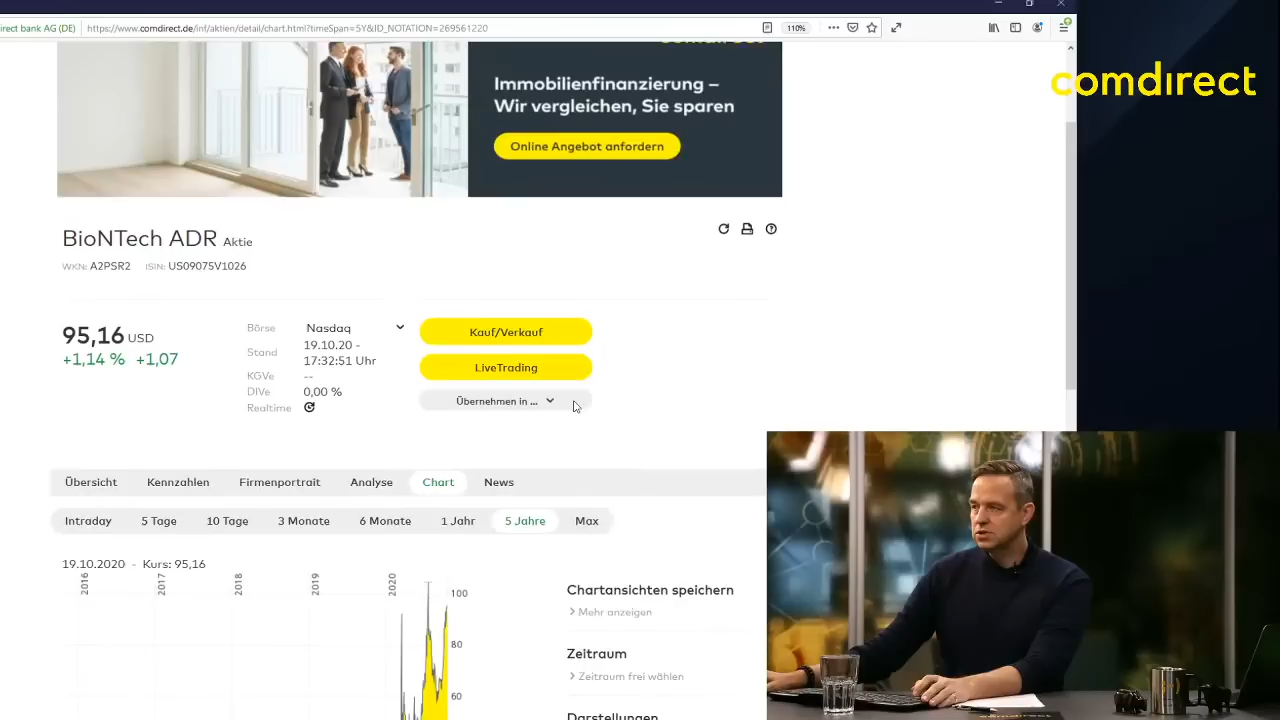 irect bank AG (DE)
https://www.comdirect.de/inf/aktien/detail/chart.html?timeSpan=5Y&ID_NOTATION=269561220
110%
comdirect
Immobilienfinanzierung –
Wir vergleichen, Sie sparen
Online Angebot anfordern
BioNTech ADR Aktie
WKN: A2PSR2 ISIN: US09075V1026
95,16 USD
+1,14 % +1,07
Börse Nasdaq
Stand 19.10.20 -
17:32:51 Uhr
KGVe --
DIVe 0,00 %
Realtime
Kauf/Verkauf
LiveTrading
Übernehmen in ...
Übersicht Kennzahlen Firmenportrait Analyse Chart News
Intraday 5 Tage 10 Tage 3 Monate 6 Monate 1 Jahr 5 Jahre Max
19.10.2020 - Kurs: 95,16
2016 2017 2018 2019 2020
100
80
60
Chartansichten speichern
Mehr anzeigen
Zeitraum
Zeitraum frei wählen
Darstellungen